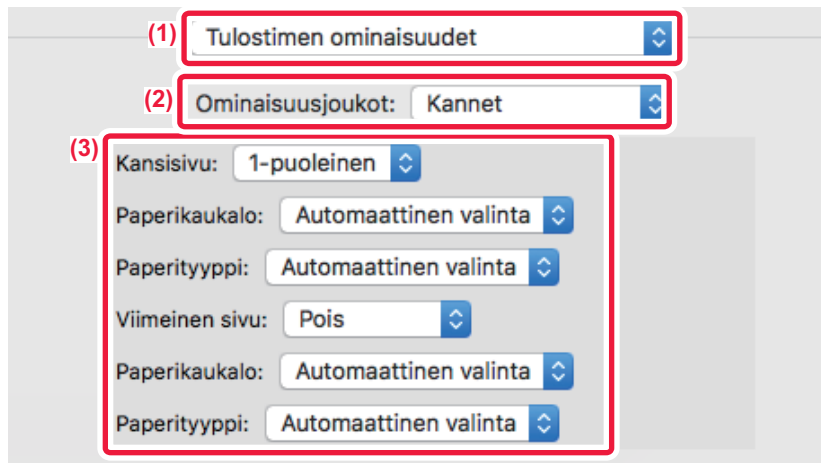 (1) Tulostimen ominaisuudet
(2) Ominaisuusjoukot: Kannet
(3)
Kansisivu: 1-puoleinen
Paperikaukalo: Automaattinen valinta
Paperityyppi: Automaattinen valinta
Viimeinen sivu: Pois
Paperikaukalo: Automaattinen valinta
Paperityyppi: Automaattinen valinta